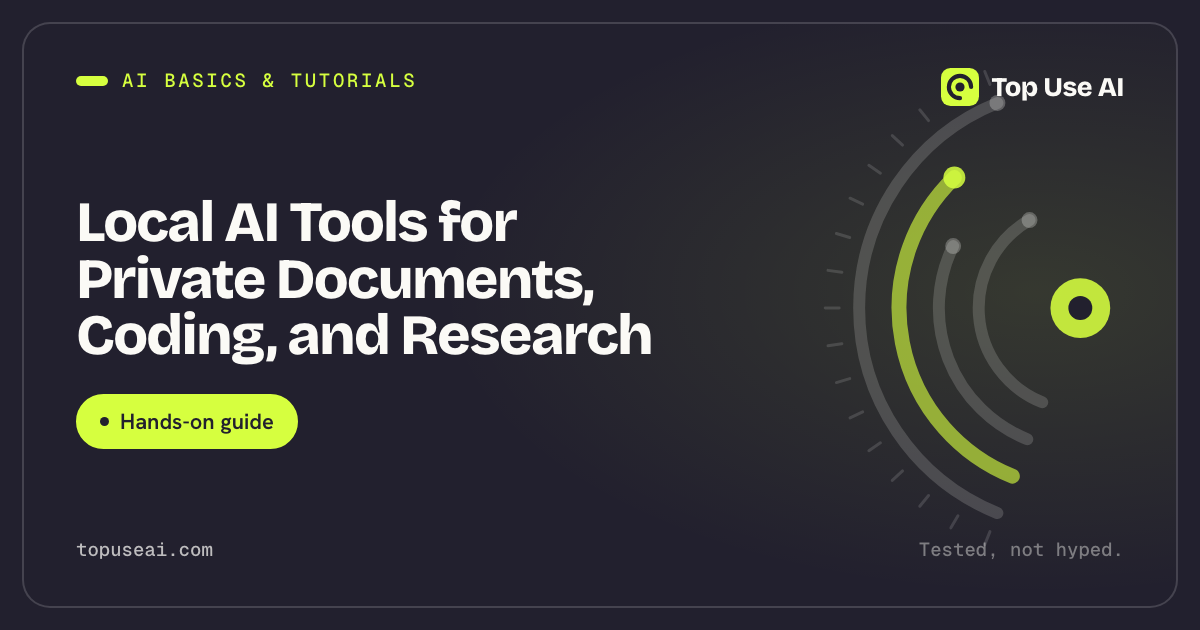 AI BASICS & TUTORIALS
Top Use AI
Local AI Tools for
Private Documents,
Coding, and Research
Hands-on guide
topuseai.com
Tested, not hyped.